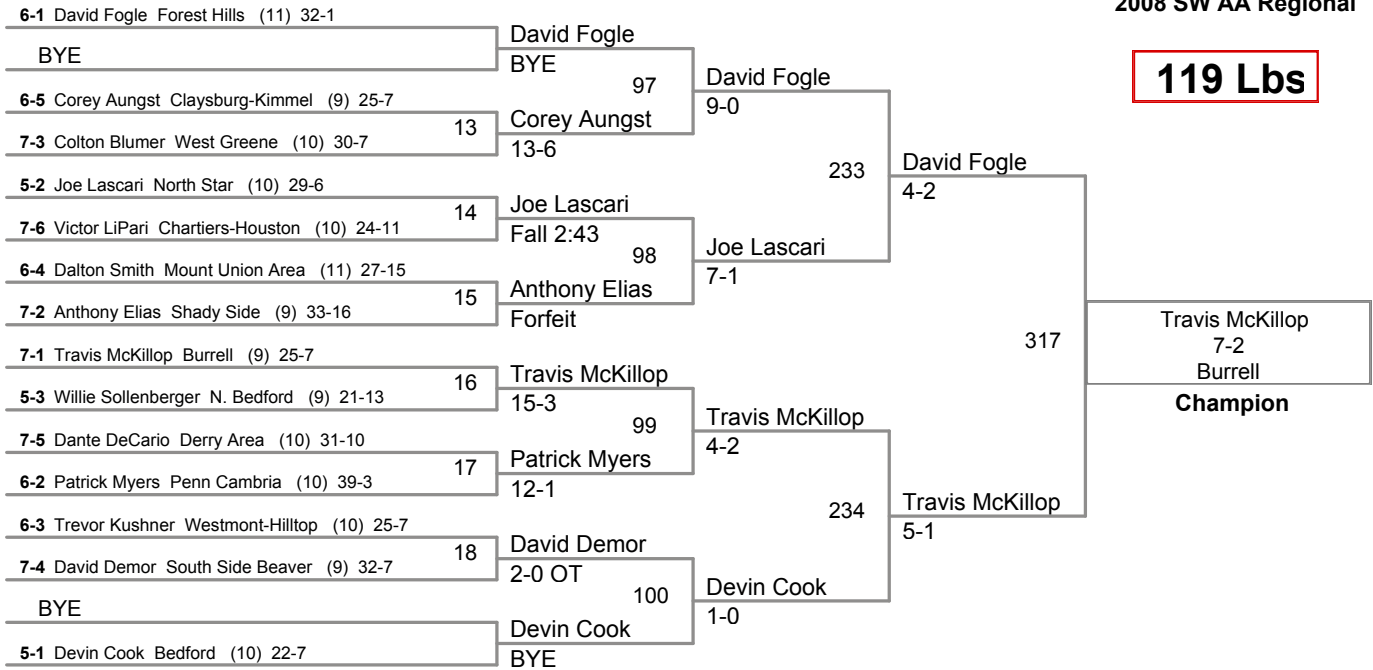 2008 SW AA Regional
119 Lbs
6-1 David Fogle Forest Hills (11) 32-1
BYE
6-5 Corey Aungst Claysburg-Kimmel (9) 25-7
7-3 Colton Blumer West Greene (10) 30-7
5-2 Joe Lascari North Star (10) 29-6
7-6 Victor LiPari Chartiers-Houston (10) 24-11
6-4 Dalton Smith Mount Union Area (11) 27-15
7-2 Anthony Elias Shady Side (9) 33-16
7-1 Travis McKillop Burrell (9) 25-7
5-3 Willie Sollenberger N. Bedford (9) 21-13
7-5 Dante DeCario Derry Area (10) 31-10
6-2 Patrick Myers Penn Cambria (10) 39-3
6-3 Trevor Kushner Westmont-Hilltop (10) 25-7
7-4 David Demor South Side Beaver (9) 32-7
BYE
5-1 Devin Cook Bedford (10) 22-7
13
14
15
16
17
18
David Fogle
BYE
Corey Aungst
13-6
Joe Lascari
Fall 2:43
Anthony Elias
Forfeit
Travis McKillop
15-3
Patrick Myers
12-1
David Demor
2-0 OT
Devin Cook
BYE
97
98
99
100
David Fogle
9-0
Joe Lascari
7-1
Travis McKillop
4-2
Devin Cook
1-0
233
234
David Fogle
4-2
Travis McKillop
5-1
317
Travis McKillop
7-2
Burrell
Champion